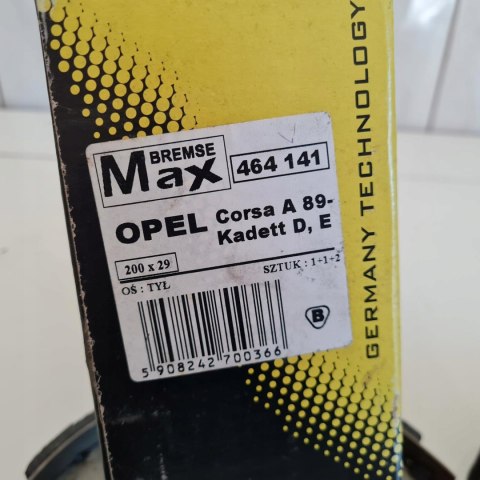 BREMSE
Max
464 141
OPEL
Corsa A 89-
Kadett D, E
200 x 29
SZTUK : 1+1+2
OŚ : TYŁ
B
5 908242 700366
GERMANY TECHNOLOGY